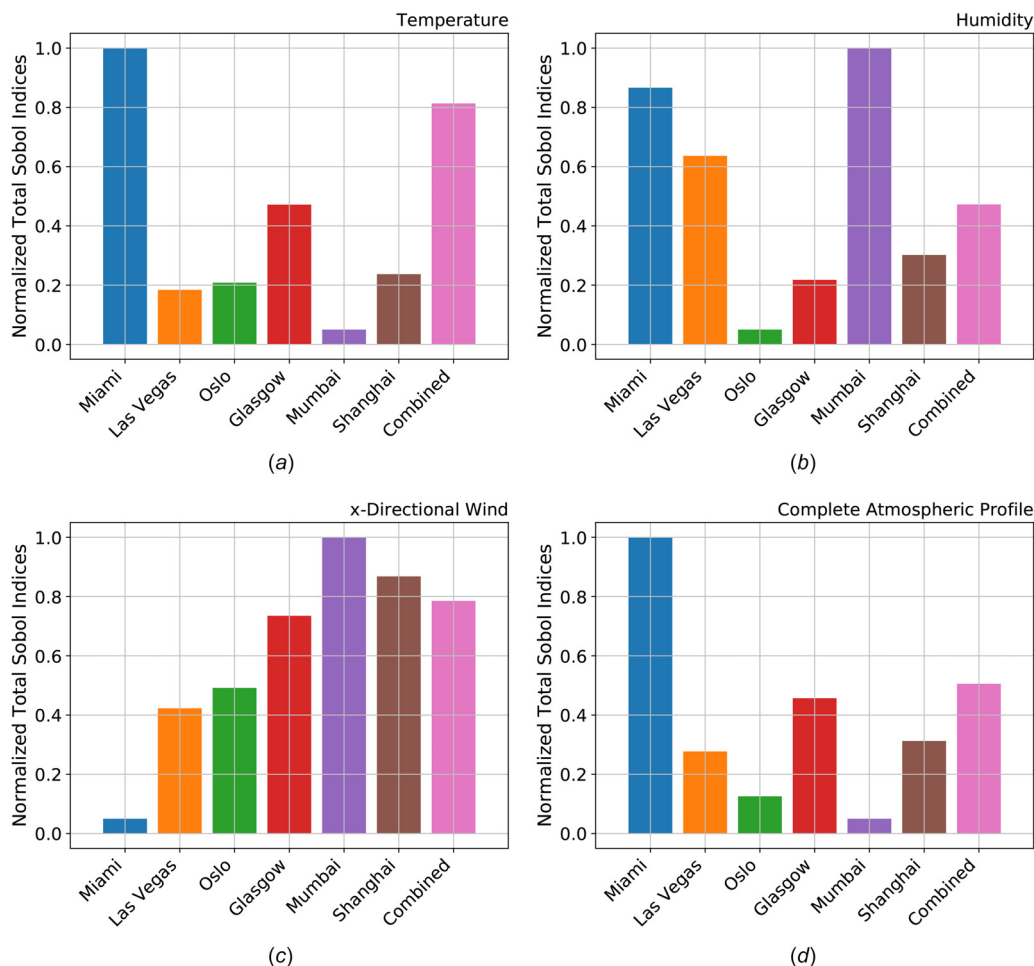 Temperature
Normalized Total Sobol Indices
1.0
0.8
0.6
0.4
0.2
0.0
Miami
Las Vegas
Oslo
Glasgow
Mumbai
Shanghai
Combined
(a)
Humidity
Normalized Total Sobol Indices
1.0
0.8
0.6
0.4
0.2
0.0
Miami
Las Vegas
Oslo
Glasgow
Mumbai
Shanghai
Combined
(b)
x-Directional Wind
Normalized Total Sobol Indices
1.0
0.8
0.6
0.4
0.2
0.0
Miami
Las Vegas
Oslo
Glasgow
Mumbai
Shanghai
Combined
(c)
Complete Atmospheric Profile
Normalized Total Sobol Indices
1.0
0.8
0.6
0.4
0.2
0.0
Miami
Las Vegas
Oslo
Glasgow
Mumbai
Shanghai
Combined
(d)